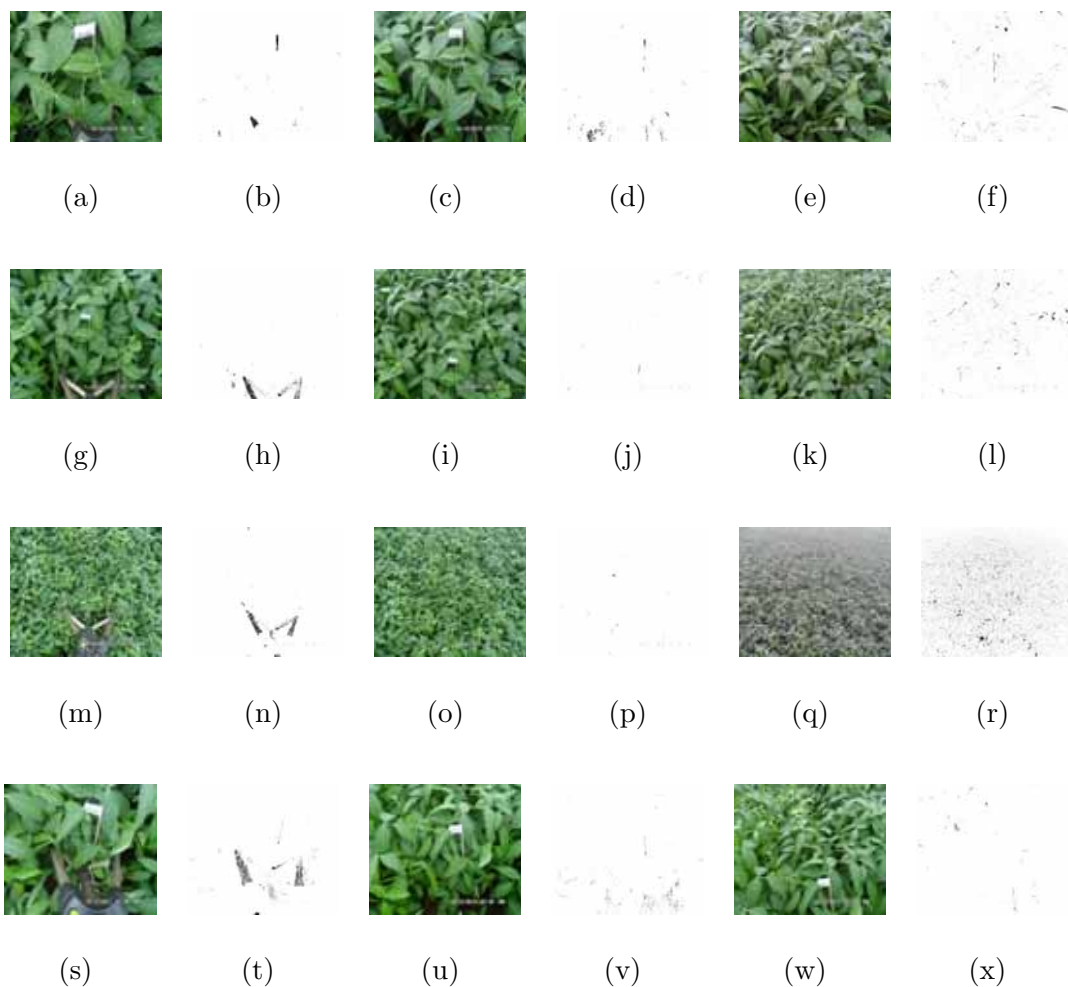 (a) (b) (c) (d) (e) (f)
(g) (h) (i) (j) (k) (l)
(m) (n) (o) (p) (q) (r)
(s) (t) (u) (v) (w) (x)